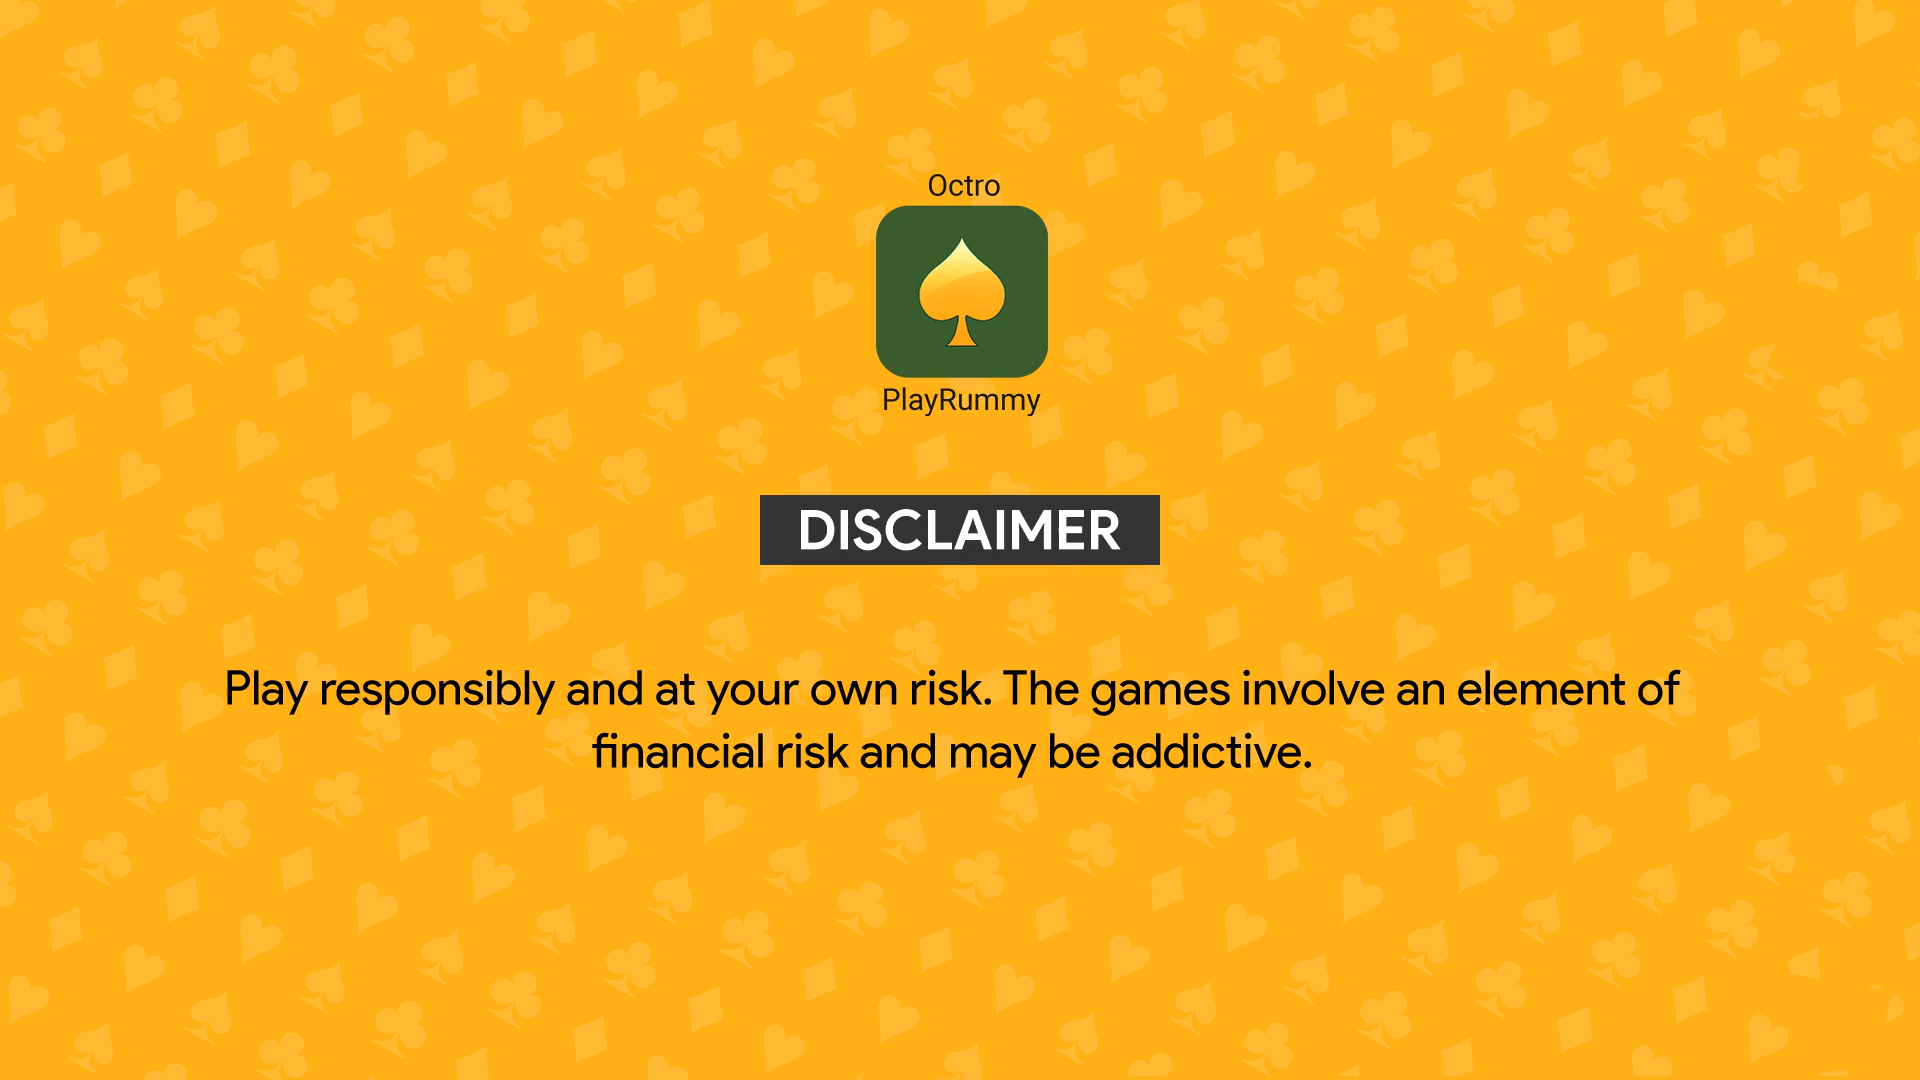 Octro
PlayRummy
DISCLAIMER
Play responsibly and at your own risk. The games involve an element of
financial risk and may be addictive.